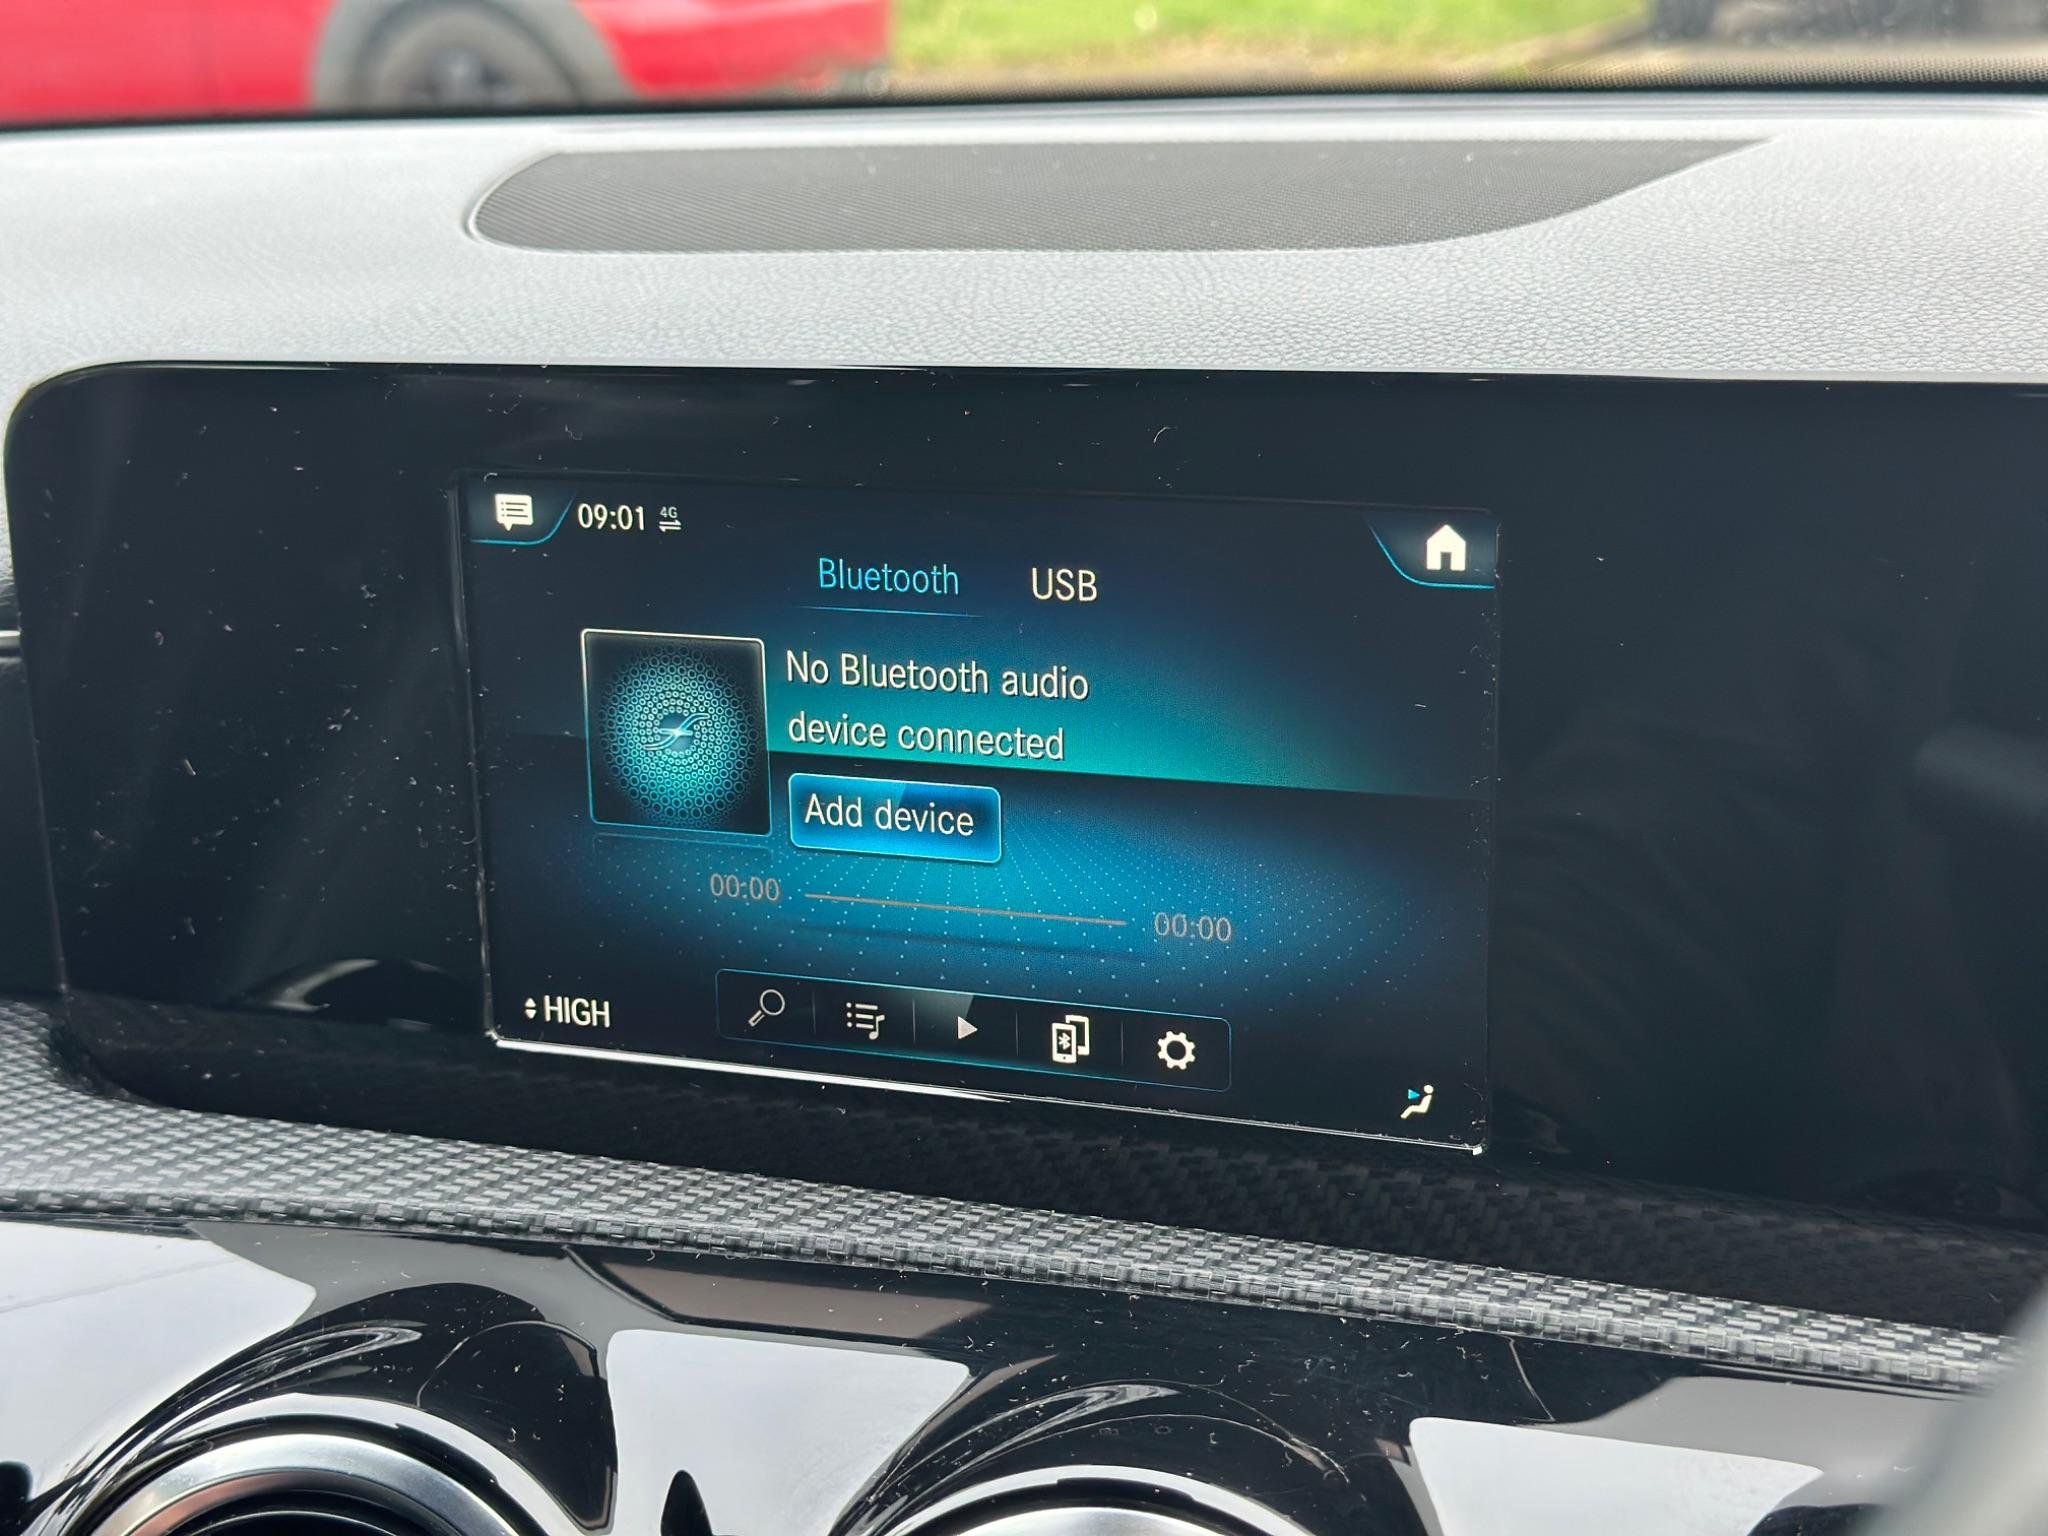 09:01 4G
Bluetooth USB
No Bluetooth audio
device connected
Add device
00:00 00:00
HIGH